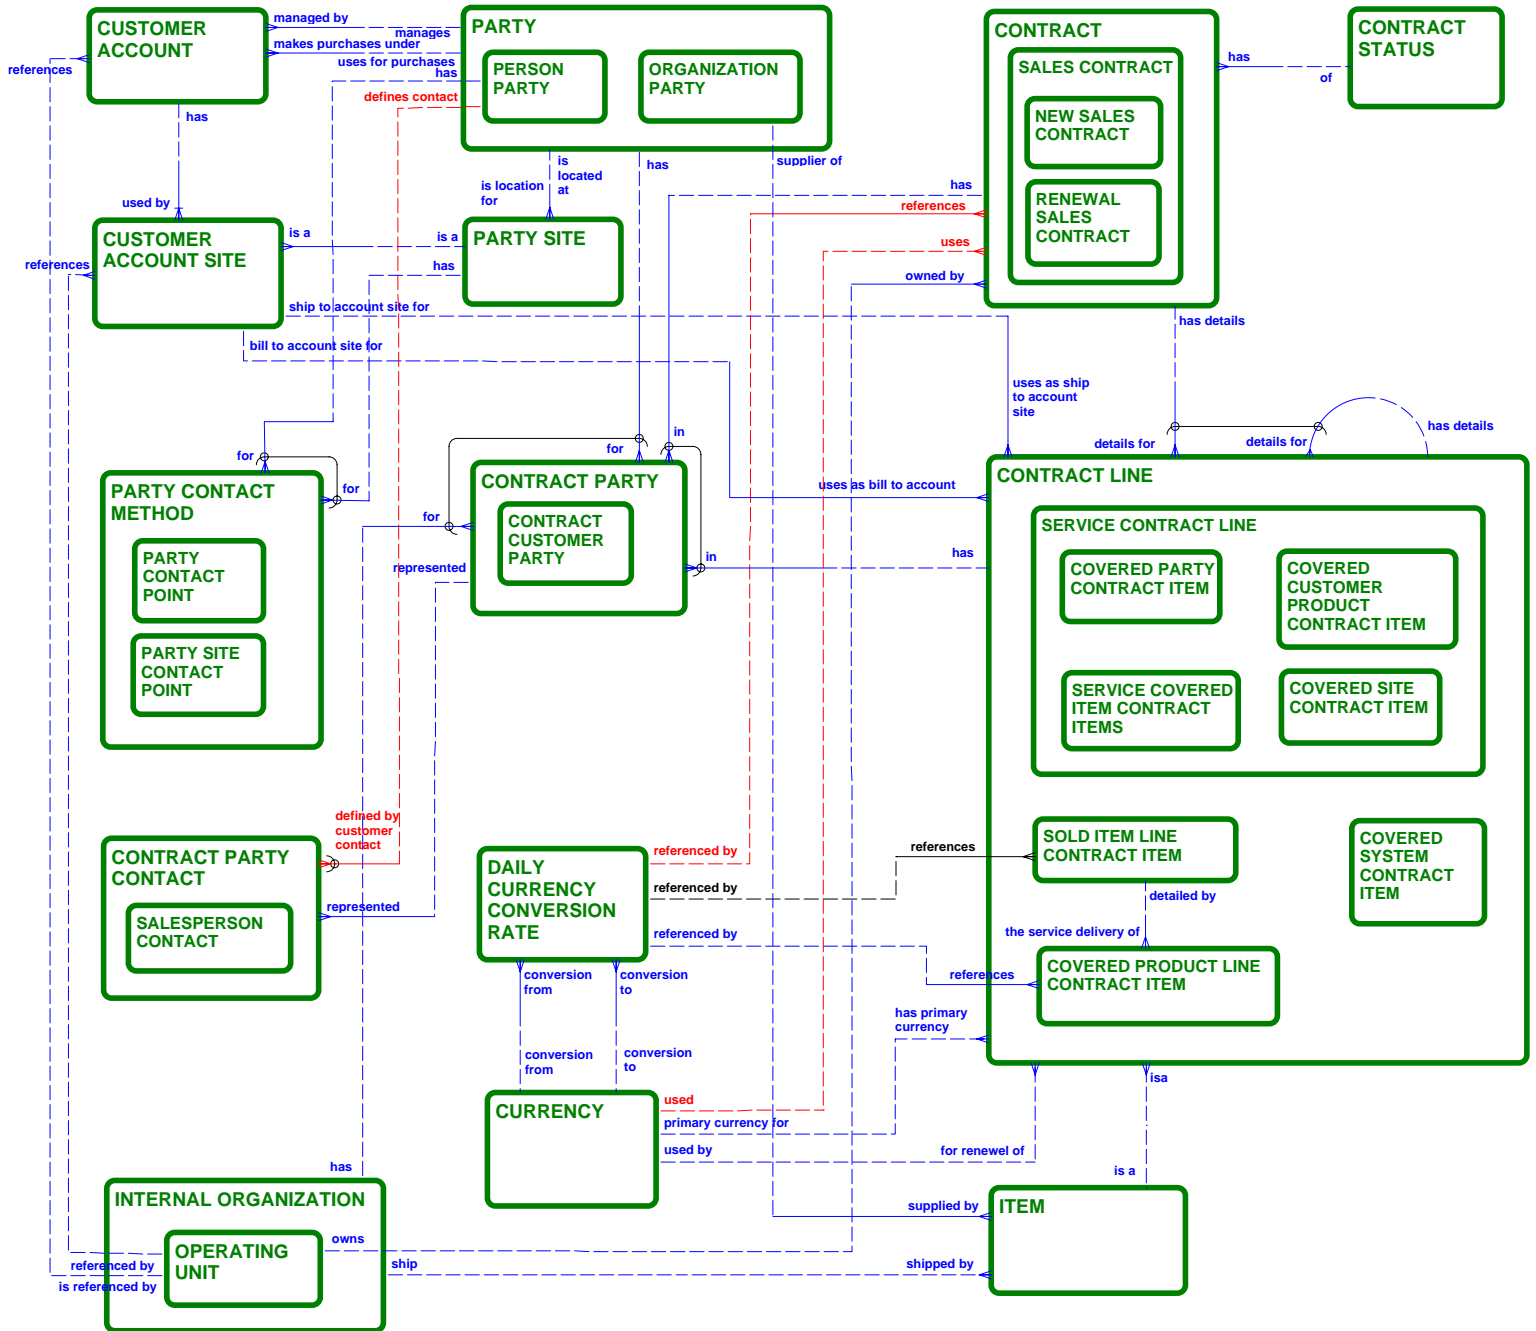 CUSTOMER
ACCOUNT
managed by
manages
makes purchases under
uses for purchases
has
defines contact
references
has
used by
PARTY
PERSON
PARTY
ORGANIZATION
PARTY
is
located
at
is location
for
has
supplier of
CONTRACT
SALES CONTRACT
NEW SALES
CONTRACT
RENEWAL
SALES
CONTRACT
has
of
CONTRACT
STATUS
has
references
uses
owned by
CUSTOMER
ACCOUNT SITE
is a
is a
has
PARTY SITE
references
ship to account site for
bill to account site for
has details
uses as ship
to account
site
has details
details for
details for
for
for
in
for
for
in
represented
has
uses as bill to account
PARTY CONTACT
METHOD
PARTY
CONTACT
POINT
PARTY SITE
CONTACT
POINT
CONTRACT PARTY
CONTRACT
CUSTOMER
PARTY
CONTRACT LINE
SERVICE CONTRACT LINE
COVERED PARTY
CONTRACT ITEM
COVERED
CUSTOMER
PRODUCT
CONTRACT ITEM
SERVICE COVERED
ITEM CONTRACT
ITEMS
COVERED SITE
CONTRACT ITEM
SOLD ITEM LINE
CONTRACT ITEM
COVERED
SYSTEM
CONTRACT
ITEM
detailed by
the service delivery of
COVERED PRODUCT LINE
CONTRACT ITEM
defined by
customer
contact
CONTRACT PARTY
CONTACT
SALESPERSON
CONTACT
represented
DAILY
CURRENCY
CONVERSION
RATE
referenced by
referenced by
referenced by
references
references
conversion
from
conversion
to
conversion
from
conversion
to
has primary
currency
CURRENCY
used
primary currency for
used by
for renewel of
isa
is a
has
INTERNAL ORGANIZATION
OPERATING
UNIT
referenced by
is referenced by
owns
ship
supplied by
shipped by
ITEM